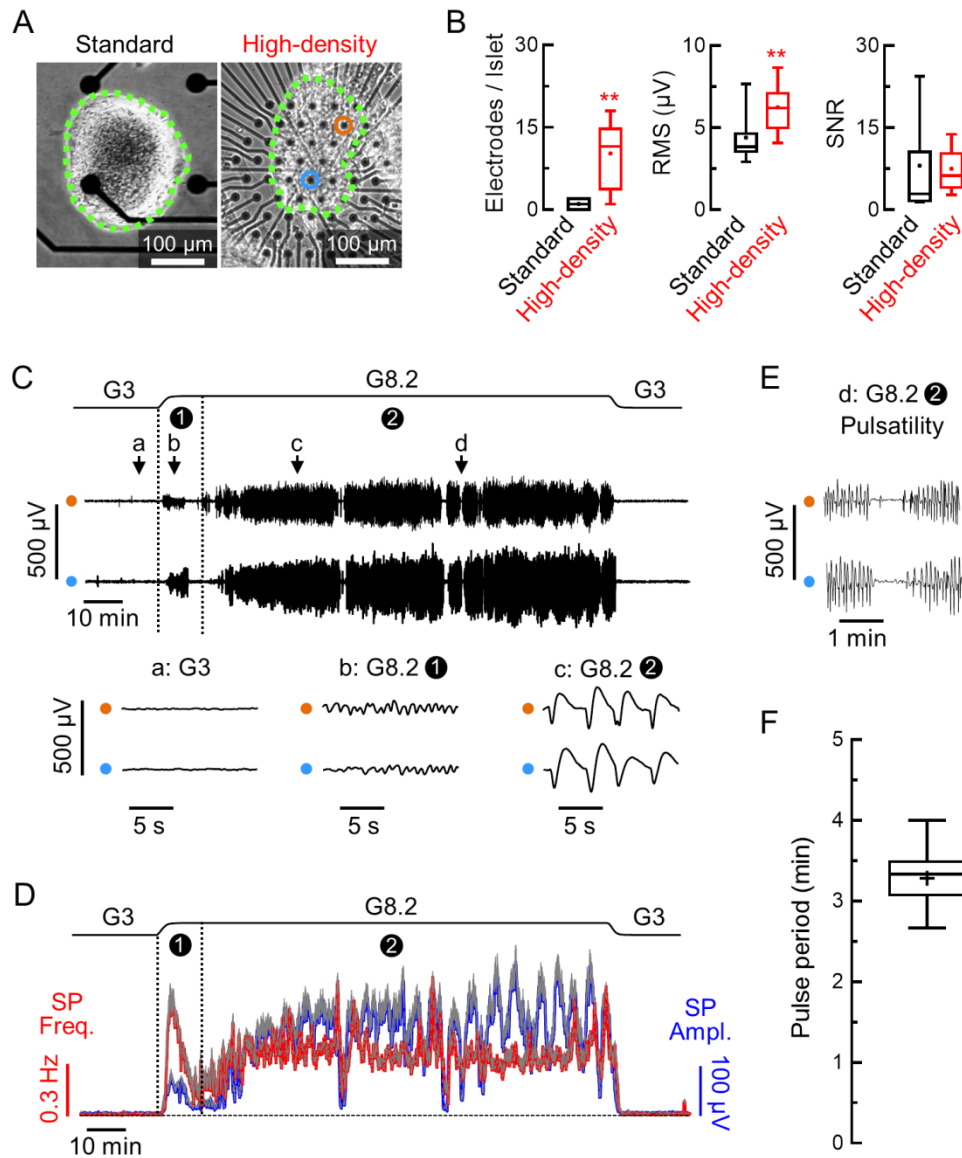 A
Standard
High-density
100 µm
100 µm
B
Electrodes / Islet
30
15
0
**
Standard
High-density
RMS (µV)
10
5
0
**
Standard
High-density
SNR
30
15
0
Standard
High-density
C
G3
G8.2
G3
1
2
a
b
c
d
500 µV
10 min
a: G3
b: G8.2 1
c: G8.2 2
500 µV
5 s
5 s
5 s
D
G3
G8.2
G3
1
2
SP
Freq.
0.3 Hz
SP
Ampl.
100 µV
10 min
E
d: G8.2 2
Pulsatility
500 µV
1 min
F
Pulse period (min)
5
4
3
2
1
0